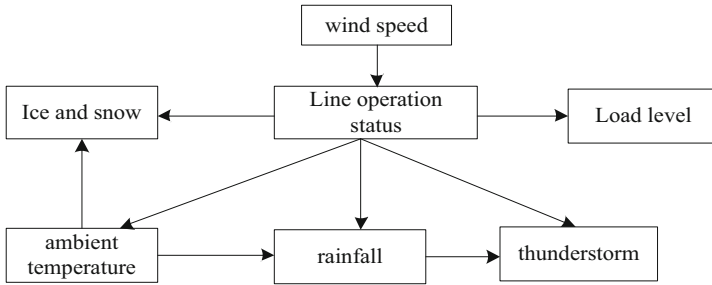 wind speed
Ice and snow
Line operation
status
Load level
ambient
temperature
rainfall
thunderstorm